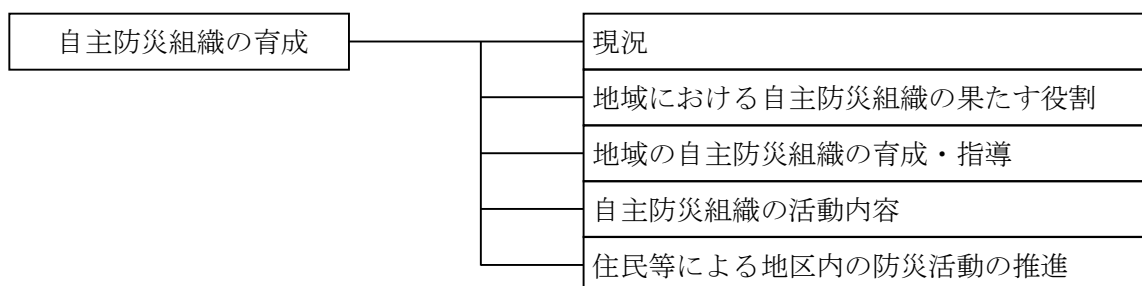 自主防災組織の育成
現況
地域における自主防災組織の果たす役割
地域の自主防災組織の育成・指導
自主防災組織の活動内容
住民等による地区内の防災活動の推進